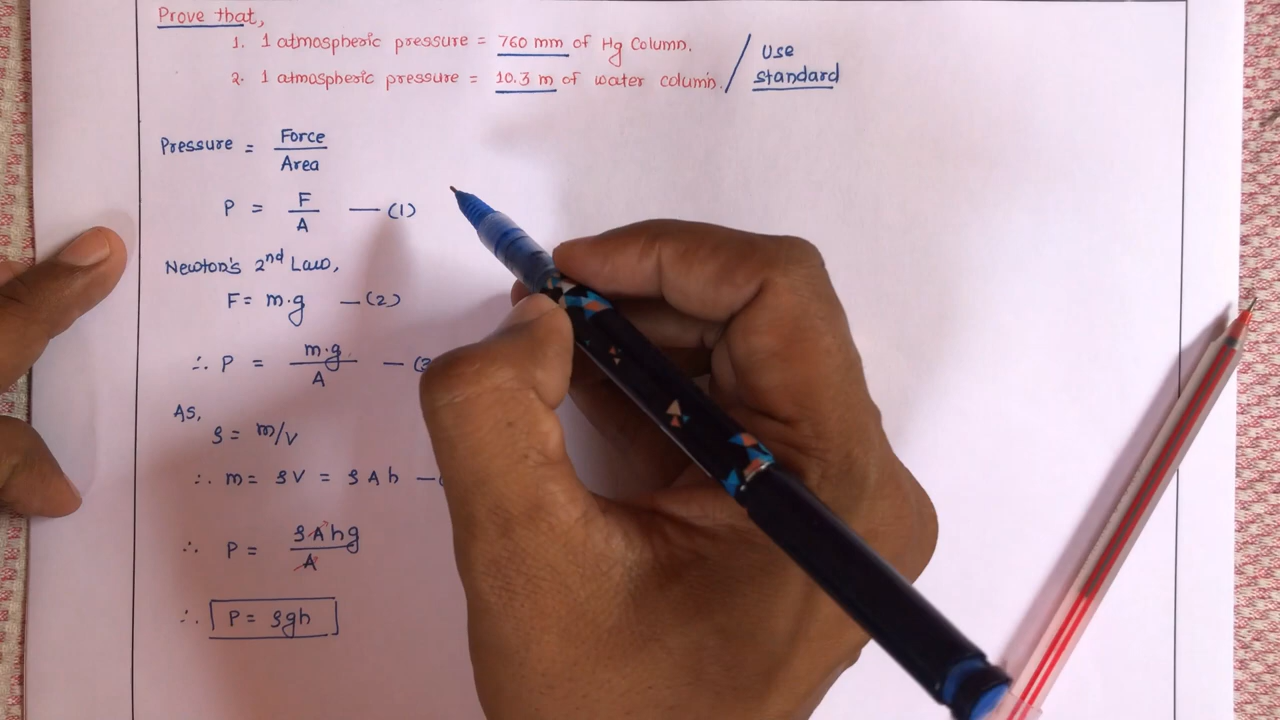 Prove that,
1. 1 atmospheric pressure = 760 mm of Hg Column.
2. 1 atmospheric pressure = 10.3 m of water column.
/ Use
standard
Pressure = Force / Area
P = F / A — (1)
Newton's 2nd Law,
F = m.g — (2)
∴ P = m.g. / A — (3
As,
ρ = m/v
∴ m = ρV = ρAh — (
∴ P = ρAhg / A
∴ P = ρgh